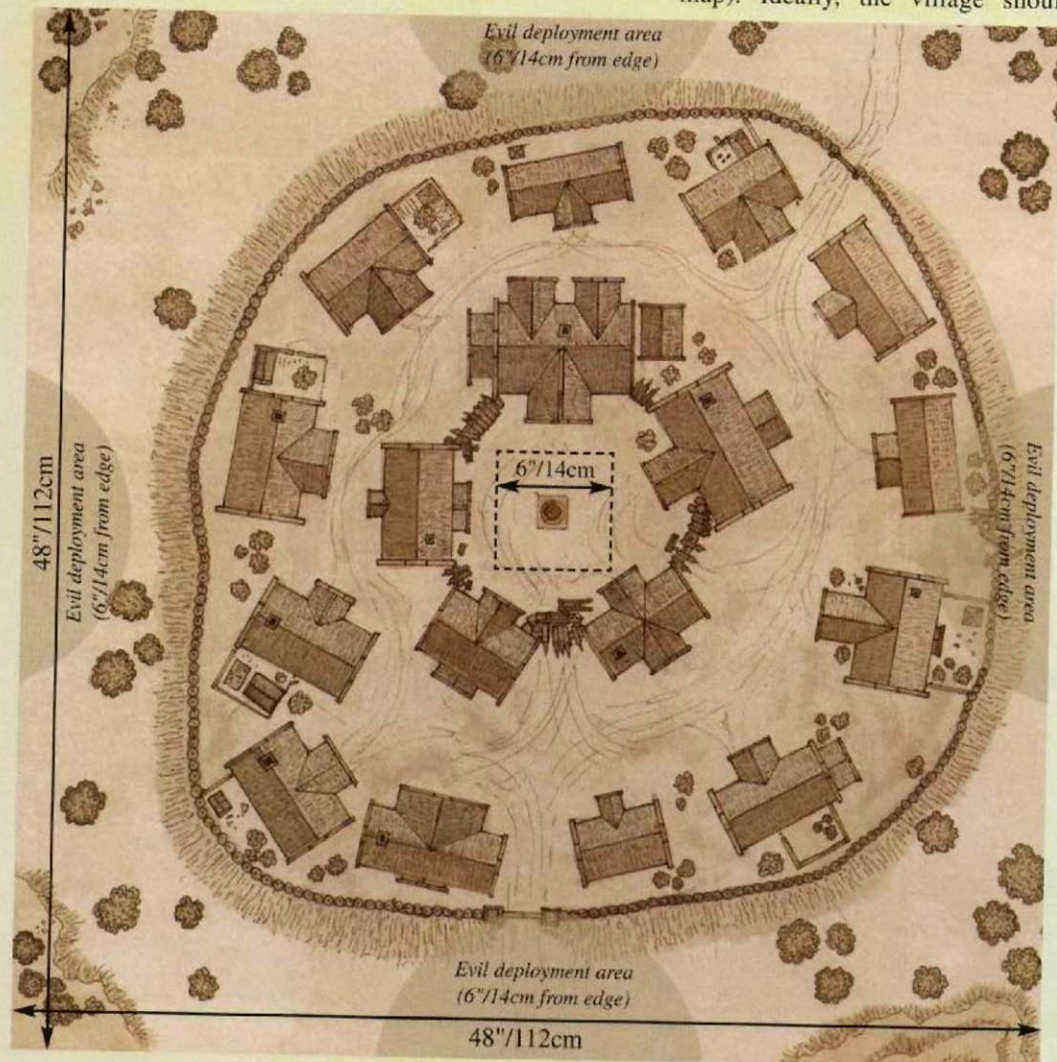 map). Ideally, the village shou
Evil deployment area
(6"/14cm from edge)
6"/14cm
48"/112cm
Evil deployment area
(6"/14cm from edge)
Evil deployment area
(6"/14cm from edge)
Evil deployment area
(6"/14cm from edge)
48"/112cm